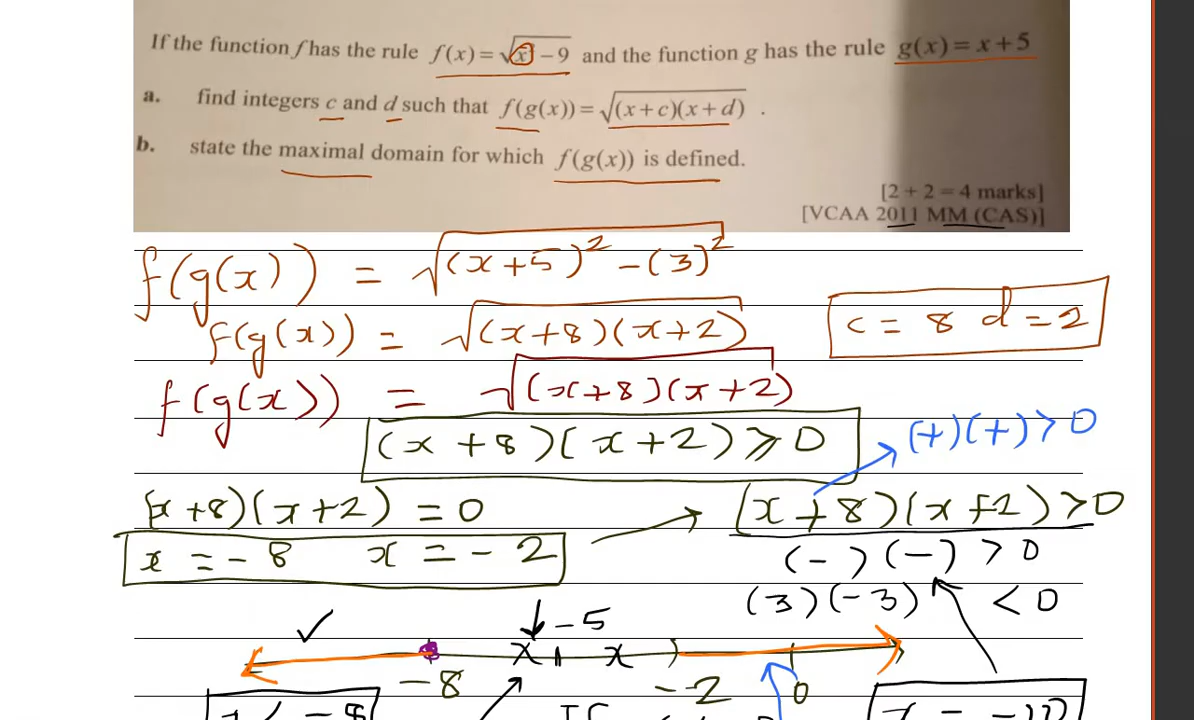 If the function f has the rule f(x) = √(x² − 9) and the function g has the rule g(x) = x + 5
a. find integers c and d such that f(g(x)) = √((x + c)(x + d)) .
b. state the maximal domain for which f(g(x)) is defined.
[2 + 2 = 4 marks]
[VCAA 2011 MM (CAS)]
f(g(x)) = √((x+5)² − (3)²)
f(g(x)) = √((x+8)(x+2)) c = 8 d = 2
f(g(x)) = √((x+8)(x+2))
(x+8)(x+2) ⩾ 0 (+)(+) > 0
(x+8)(x+2) = 0 (x+8)(x+2) > 0
x = −8 x = −2 (−)(−) > 0
(3)(−3) < 0
✓ ↓ −5
x x
−8 −2 0